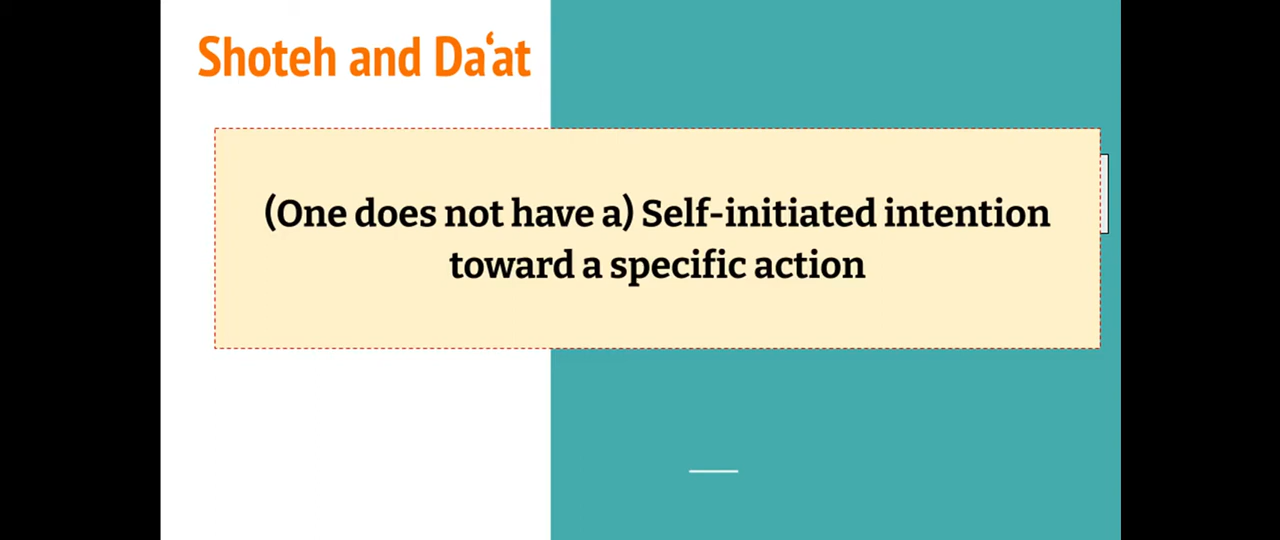 Shoteh and Da‘at
(One does not have a) Self-initiated intention
toward a specific action